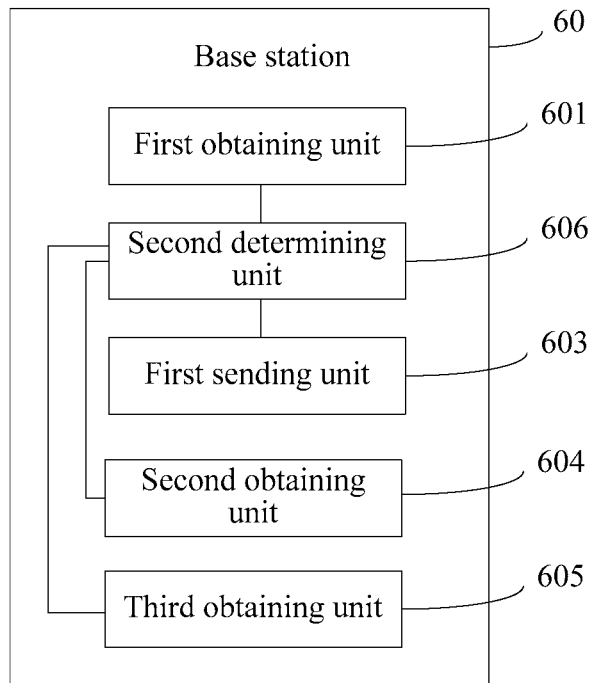 60
Base station
601
First obtaining unit
606
Second determining
unit
603
First sending unit
604
Second obtaining
unit
605
Third obtaining unit